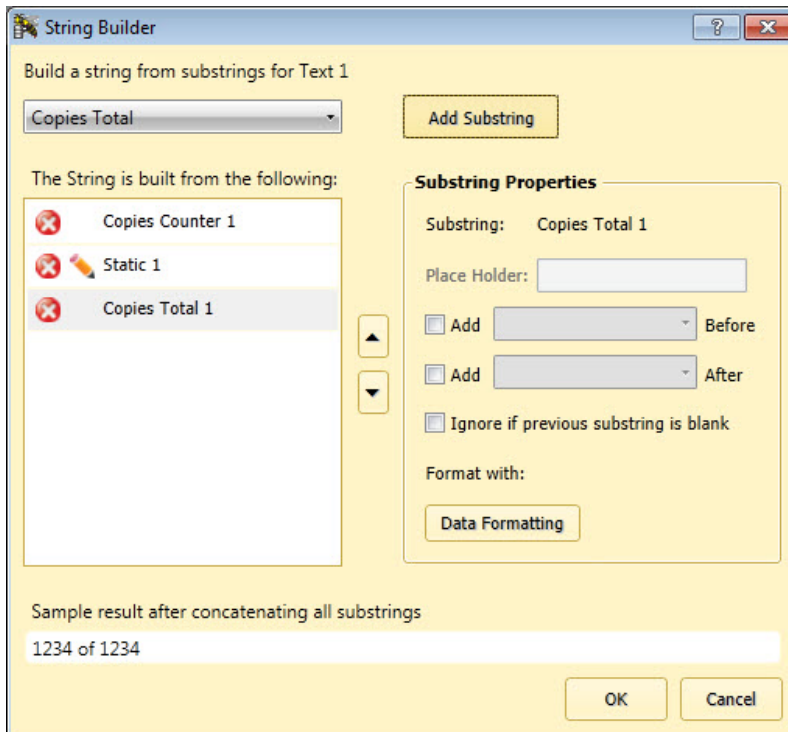 String Builder
?
Build a string from substrings for Text 1
Copies Total
Add Substring
The String is built from the following:
Copies Counter 1
Static 1
Copies Total 1
Substring Properties
Substring: Copies Total 1
Place Holder:
Add Before
Add After
Ignore if previous substring is blank
Format with:
Data Formatting
Sample result after concatenating all substrings
1234 of 1234
OK Cancel